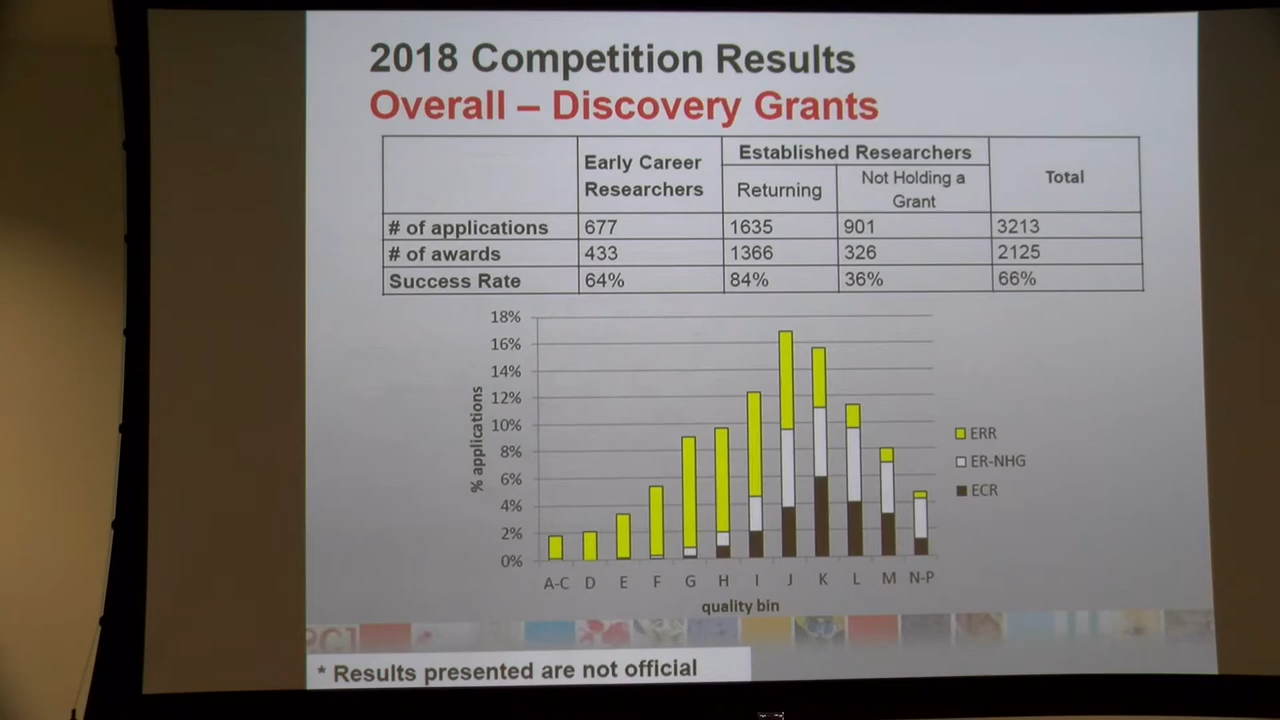 2018 Competition Results
Overall – Discovery Grants
Early Career Researchers
Established Researchers
Returning
Not Holding a Grant
Total
# of applications 677 1635 901 3213
# of awards 433 1366 326 2125
Success Rate 64% 84% 36% 66%
18%
16%
14%
12%
10%
8%
6%
4%
2%
0%
% applications
A-C D E F G H I J K L M N-P
quality bin
ERR
ER-NHG
ECR
* Results presented are not official